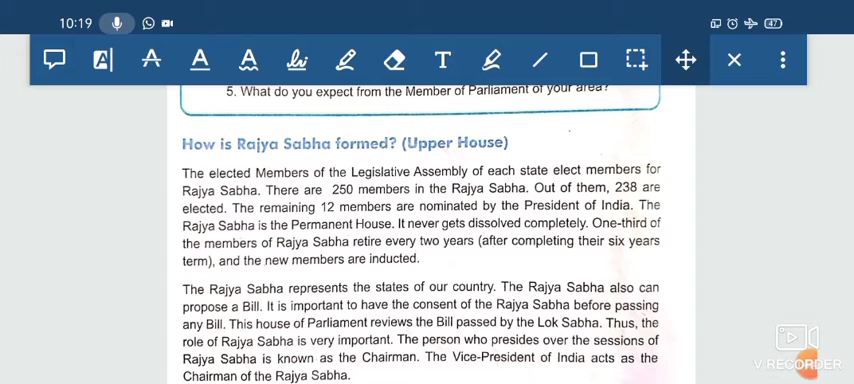 10:19
47
A
A
A
A
T
5. What do you expect from the Member of Parliament of your area?
How is Rajya Sabha formed? (Upper House)
The elected Members of the Legislative Assembly of each state elect members for
Rajya Sabha. There are 250 members in the Rajya Sabha. Out of them, 238 are
elected. The remaining 12 members are nominated by the President of India. The
Rajya Sabha is the Permanent House. It never gets dissolved completely. One-third of
the members of Rajya Sabha retire every two years (after completing their six years
term), and the new members are inducted.
The Rajya Sabha represents the states of our country. The Rajya Sabha also can
propose a Bill. It is important to have the consent of the Rajya Sabha before passing
any Bill. This house of Parliament reviews the Bill passed by the Lok Sabha. Thus, the
role of Rajya Sabha is very important. The person who presides over the sessions of
Rajya Sabha is known as the Chairman. The Vice-President of India acts as the
Chairman of the Rajya Sabha.
V.RECORDER